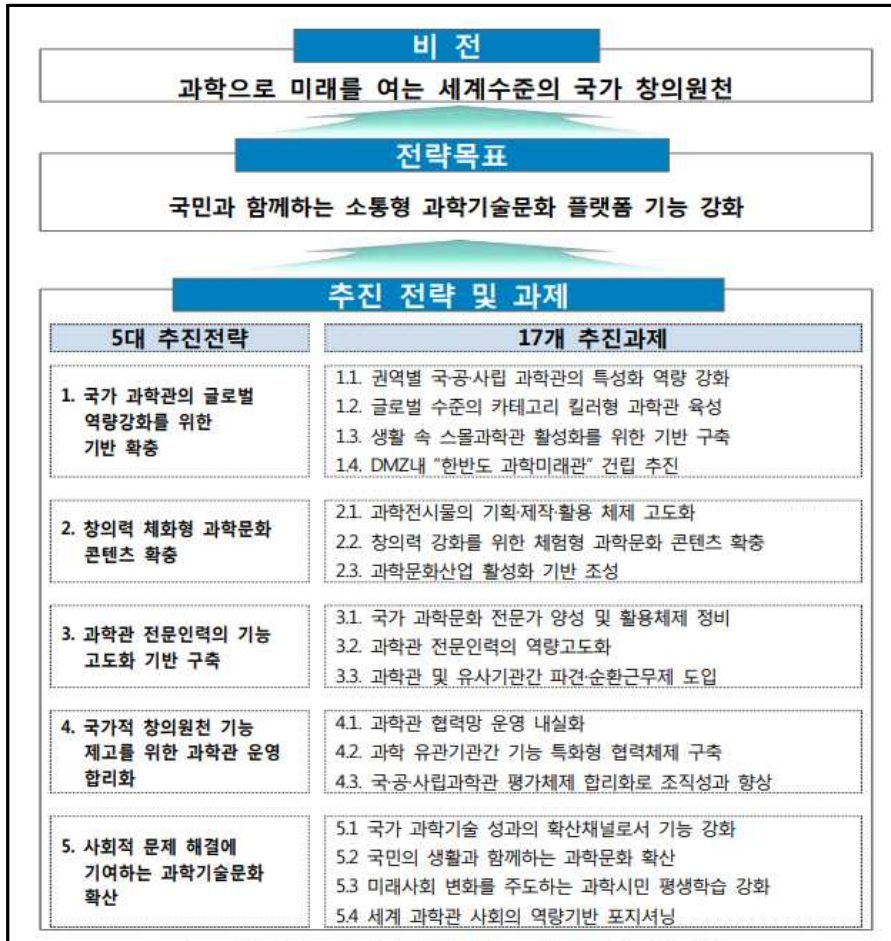 비 전
과학으로 미래를 여는 세계수준의 국가 창의원천
전략목표
국민과 함께하는 소통형 과학기술문화 플랫폼 기능 강화
추진 전략 및 과제
5대 추진전략
17개 추진과제
1. 국가 과학관의 글로벌
역량강화를 위한
기반 확충
1.1. 권역별 국·공·사립 과학관의 특성화 역량 강화
1.2. 글로벌 수준의 카테고리 킬러형 과학관 육성
1.3. 생활 속 스몰과학관 활성화를 위한 기반 구축
1.4. DMZ내 "한반도 과학미래관" 건립 추진
2. 창의력 체화형 과학문화
콘텐츠 확충
2.1. 과학전시물의 기획·제작·활용 체제 고도화
2.2. 창의력 강화를 위한 체험형 과학문화 콘텐츠 확충
2.3. 과학문화산업 활성화 기반 조성
3. 과학관 전문인력의 기능
고도화 기반 구축
3.1. 국가 과학문화 전문가 양성 및 활용체제 정비
3.2. 과학관 전문인력의 역량고도화
3.3. 과학관 및 유사기관간 파견·순환근무제 도입
4. 국가적 창의원천 기능
제고를 위한 과학관 운영
합리화
4.1. 과학관 협력망 운영 내실화
4.2. 과학 유관기관간 기능 특화형 협력체제 구축
4.3. 국·공·사립과학관 평가체제 합리화로 조직성과 향상
5. 사회적 문제 해결에
기여하는 과학기술문화
확산
5.1 국가 과학기술 성과의 확산채널로서 기능 강화
5.2 국민의 생활과 함께하는 과학문화 확산
5.3 미래사회 변화를 주도하는 과학시민 평생학습 강화
5.4 세계 과학관 사회의 역량기반 포지셔닝